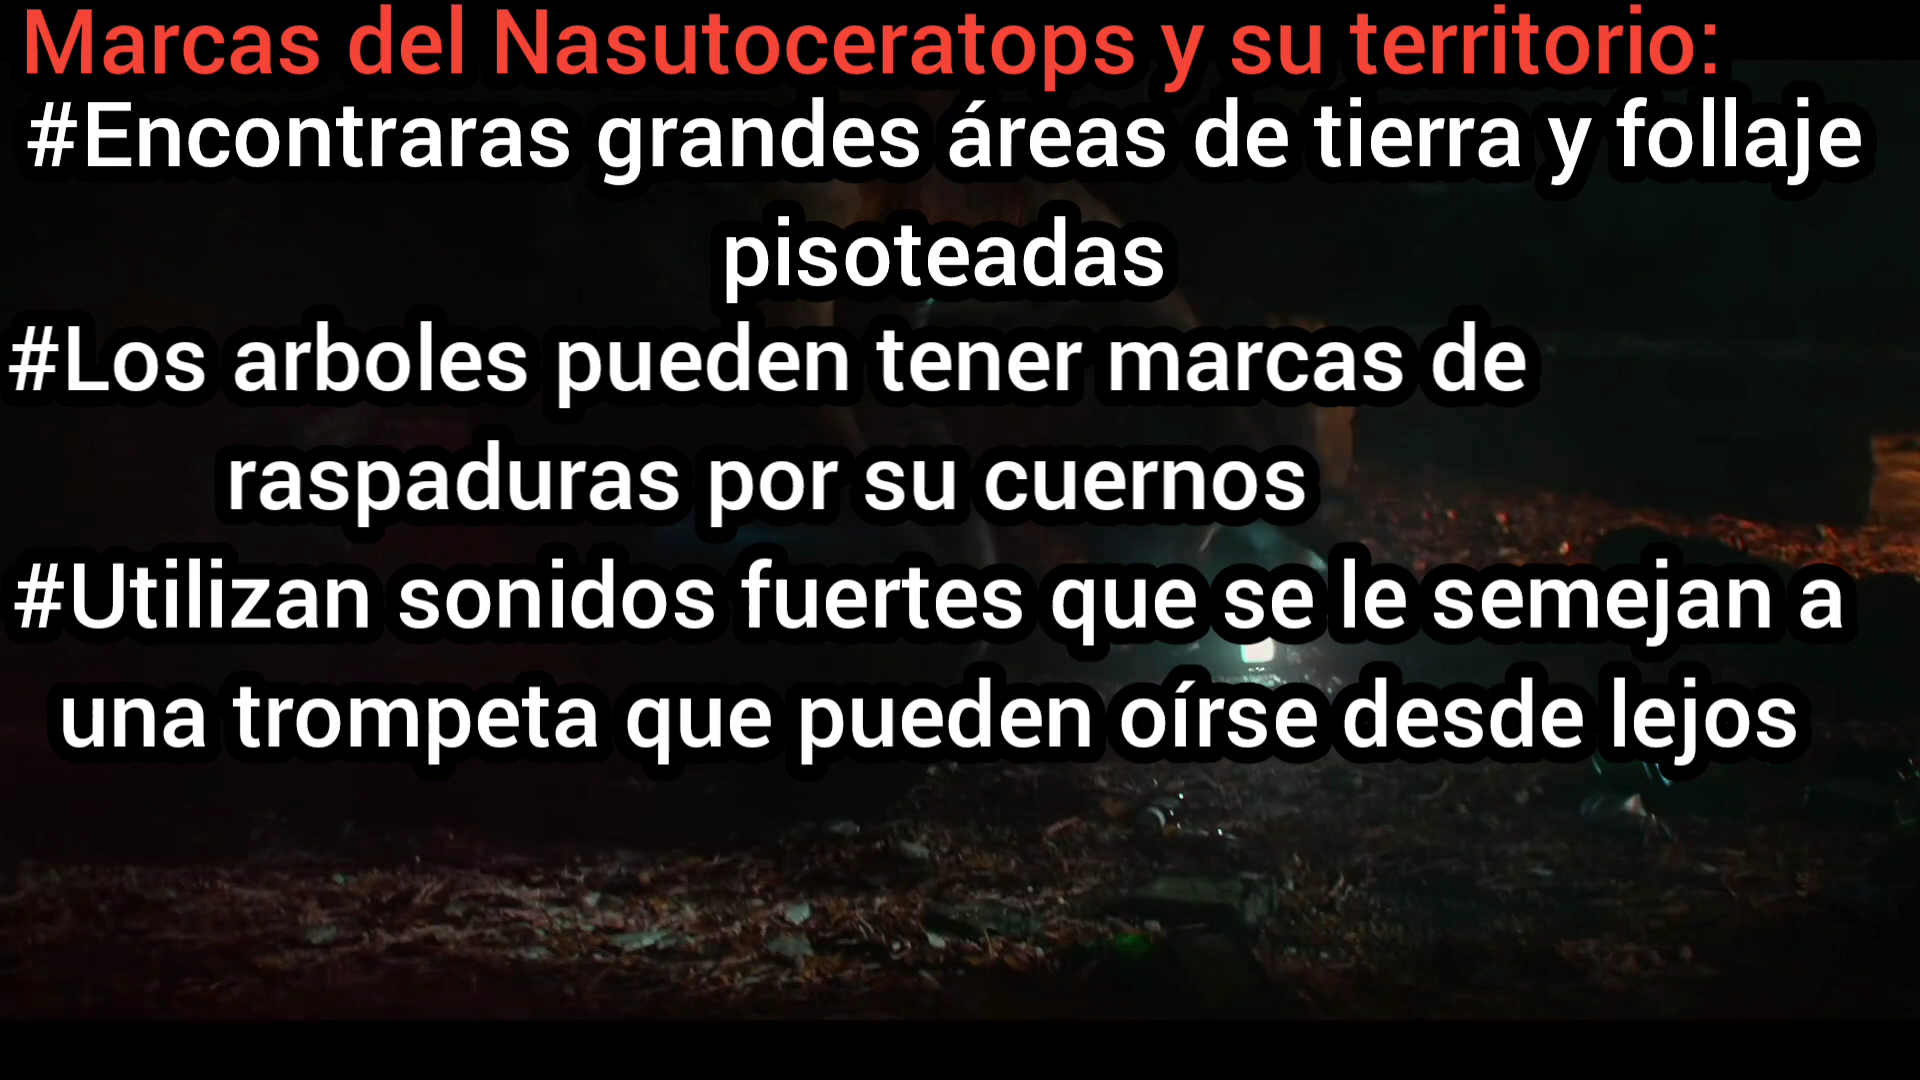 Marcas del Nasutoceratops y su territorio:
#Encontraras grandes áreas de tierra y follaje
pisoteadas
#Los arboles pueden tener marcas de
raspaduras por su cuernos
#Utilizan sonidos fuertes que se le semejan a
una trompeta que pueden oírse desde lejos